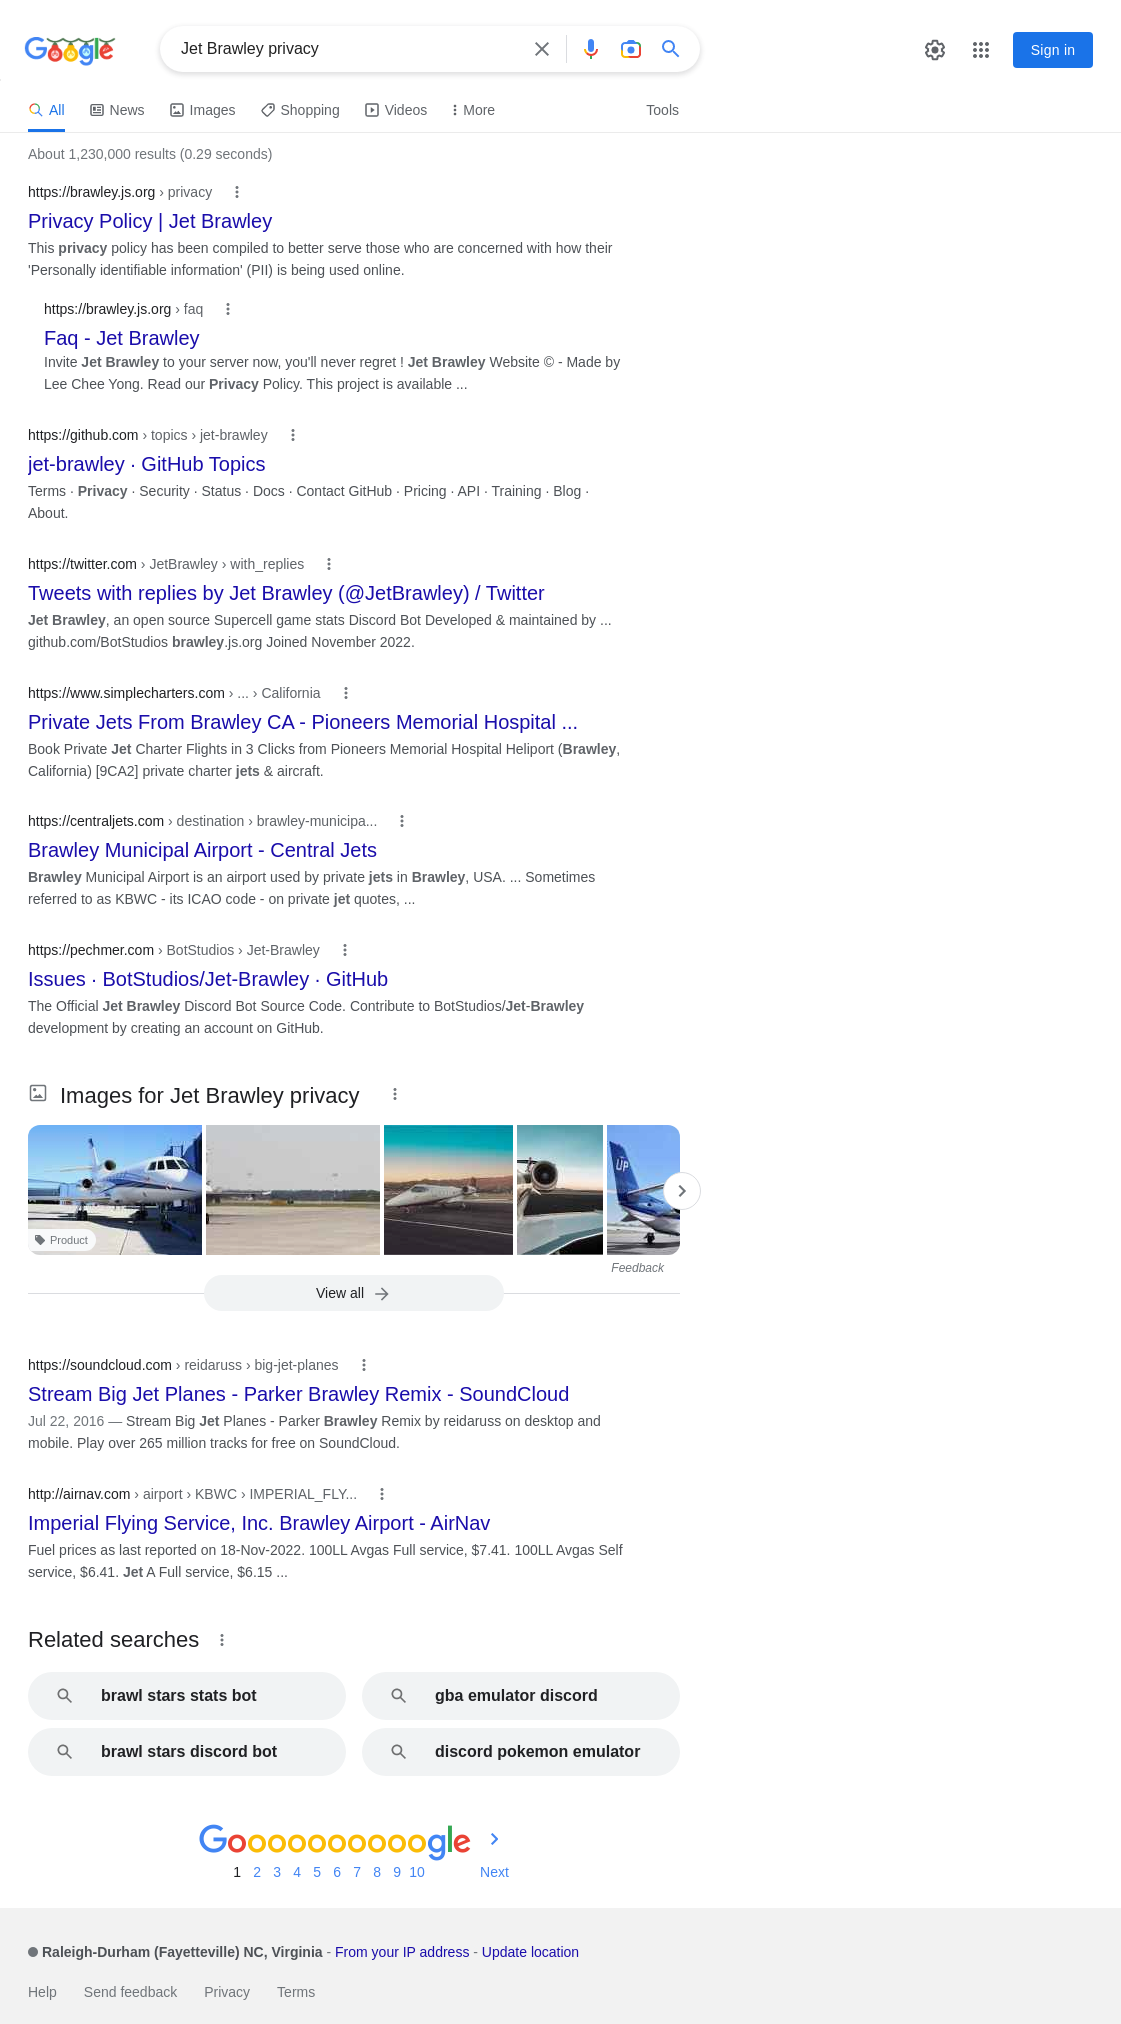 Google
Jet Brawley privacy
Sign in
All
News
Images
Shopping
Videos
More
Tools
About 1,230,000 results (0.29 seconds)
https://brawley.js.org › privacy
Privacy Policy | Jet Brawley
This privacy policy has been compiled to better serve those who are concerned with how their
'Personally identifiable information' (PII) is being used online.
https://brawley.js.org › faq
Faq - Jet Brawley
Invite Jet Brawley to your server now, you'll never regret ! Jet Brawley Website © - Made by
Lee Chee Yong. Read our Privacy Policy. This project is available ...
https://github.com › topics › jet-brawley
jet-brawley · GitHub Topics
Terms · Privacy · Security · Status · Docs · Contact GitHub · Pricing · API · Training · Blog ·
About.
https://twitter.com › JetBrawley › with_replies
Tweets with replies by Jet Brawley (@JetBrawley) / Twitter
Jet Brawley, an open source Supercell game stats Discord Bot Developed & maintained by ...
github.com/BotStudios brawley.js.org Joined November 2022.
https://www.simplecharters.com › ... › California
Private Jets From Brawley CA - Pioneers Memorial Hospital ...
Book Private Jet Charter Flights in 3 Clicks from Pioneers Memorial Hospital Heliport (Brawley,
California) [9CA2] private charter jets & aircraft.
https://centraljets.com › destination › brawley-municipa...
Brawley Municipal Airport - Central Jets
Brawley Municipal Airport is an airport used by private jets in Brawley, USA. ... Sometimes
referred to as KBWC - its ICAO code - on private jet quotes, ...
https://pechmer.com › BotStudios › Jet-Brawley
Issues · BotStudios/Jet-Brawley · GitHub
The Official Jet Brawley Discord Bot Source Code. Contribute to BotStudios/Jet-Brawley
development by creating an account on GitHub.
Images for Jet Brawley privacy
UP
Product
Feedback
View all
https://soundcloud.com › reidaruss › big-jet-planes
Stream Big Jet Planes - Parker Brawley Remix - SoundCloud
Jul 22, 2016 — Stream Big Jet Planes - Parker Brawley Remix by reidaruss on desktop and
mobile. Play over 265 million tracks for free on SoundCloud.
http://airnav.com › airport › KBWC › IMPERIAL_FLY...
Imperial Flying Service, Inc. Brawley Airport - AirNav
Fuel prices as last reported on 18-Nov-2022. 100LL Avgas Full service, $7.41. 100LL Avgas Self
service, $6.41. Jet A Full service, $6.15 ...
Related searches
brawl stars stats bot
gba emulator discord
brawl stars discord bot
discord pokemon emulator
Goooooooooogle
1 2 3 4 5 6 7 8 9 10 Next
Raleigh-Durham (Fayetteville) NC, Virginia - From your IP address - Update location
Help Send feedback Privacy Terms